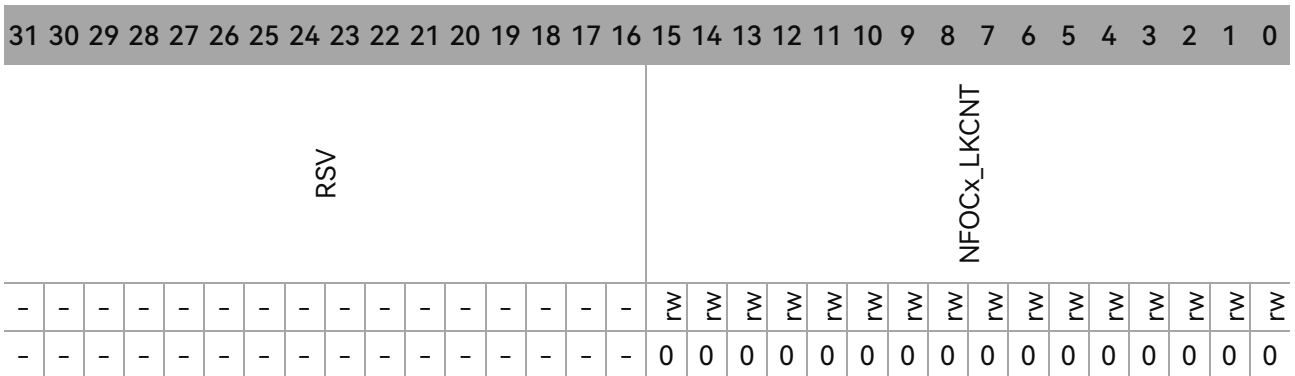 31 30 29 28 27 26 25 24 23 22 21 20 19 18 17 16 15 14 13 12 11 10 9 8 7 6 5 4 3 2 1 0
RSV NFOCx_LKCNT
- - - - - - - - - - - - - - - - rw rw rw rw rw rw rw rw rw rw rw rw rw rw rw rw
- - - - - - - - - - - - - - - - 0 0 0 0 0 0 0 0 0 0 0 0 0 0 0 0